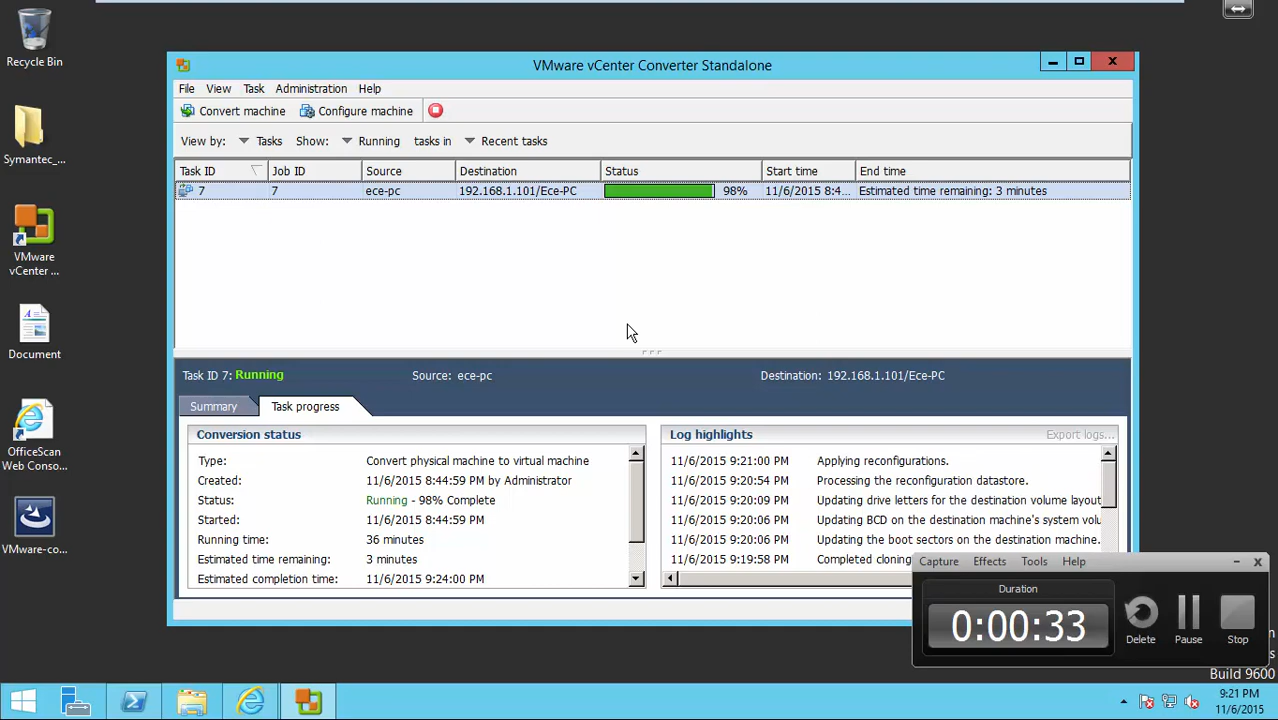 Recycle Bin
Symantec_...
VMware
vCenter ...
Document
OfficeScan
Web Conso...
VMware-co...
VMware vCenter Converter Standalone
File View Task Administration Help
Convert machine Configure machine
View by: Tasks Show: Running tasks in Recent tasks
Task ID Job ID Source Destination Status Start time End time
7 7 ece-pc 192.168.1.101/Ece-PC 98% 11/6/2015 8:4... Estimated time remaining: 3 minutes
Task ID 7: Running Source: ece-pc Destination: 192.168.1.101/Ece-PC
Summary Task progress
Conversion status
Type: Convert physical machine to virtual machine
Created: 11/6/2015 8:44:59 PM by Administrator
Status: Running - 98% Complete
Started: 11/6/2015 8:44:59 PM
Running time: 36 minutes
Estimated time remaining: 3 minutes
Estimated completion time: 11/6/2015 9:24:00 PM
Log highlights Export logs...
11/6/2015 9:21:00 PM Applying reconfigurations.
11/6/2015 9:20:54 PM Processing the reconfiguration datastore.
11/6/2015 9:20:09 PM Updating drive letters for the destination volume layout
11/6/2015 9:20:06 PM Updating BCD on the destination machine's system volu
11/6/2015 9:20:06 PM Updating the boot sectors on the destination machine.
11/6/2015 9:19:58 PM Completed cloning
Capture Effects Tools Help
Duration
0:00:33
Delete Pause Stop
Build 9600
9:21 PM
11/6/2015